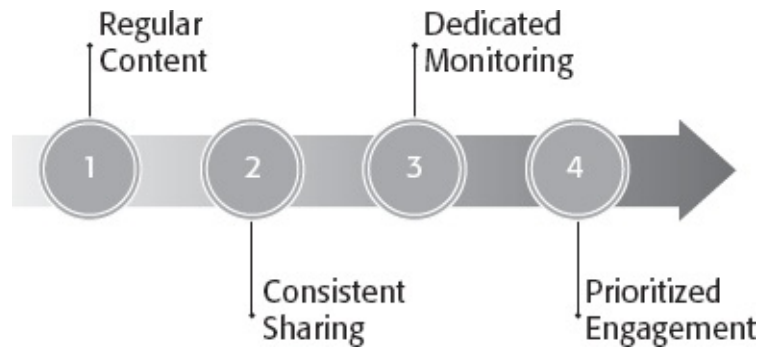 Regular
Content
Dedicated
Monitoring
1
2
3
4
Consistent
Sharing
Prioritized
Engagement